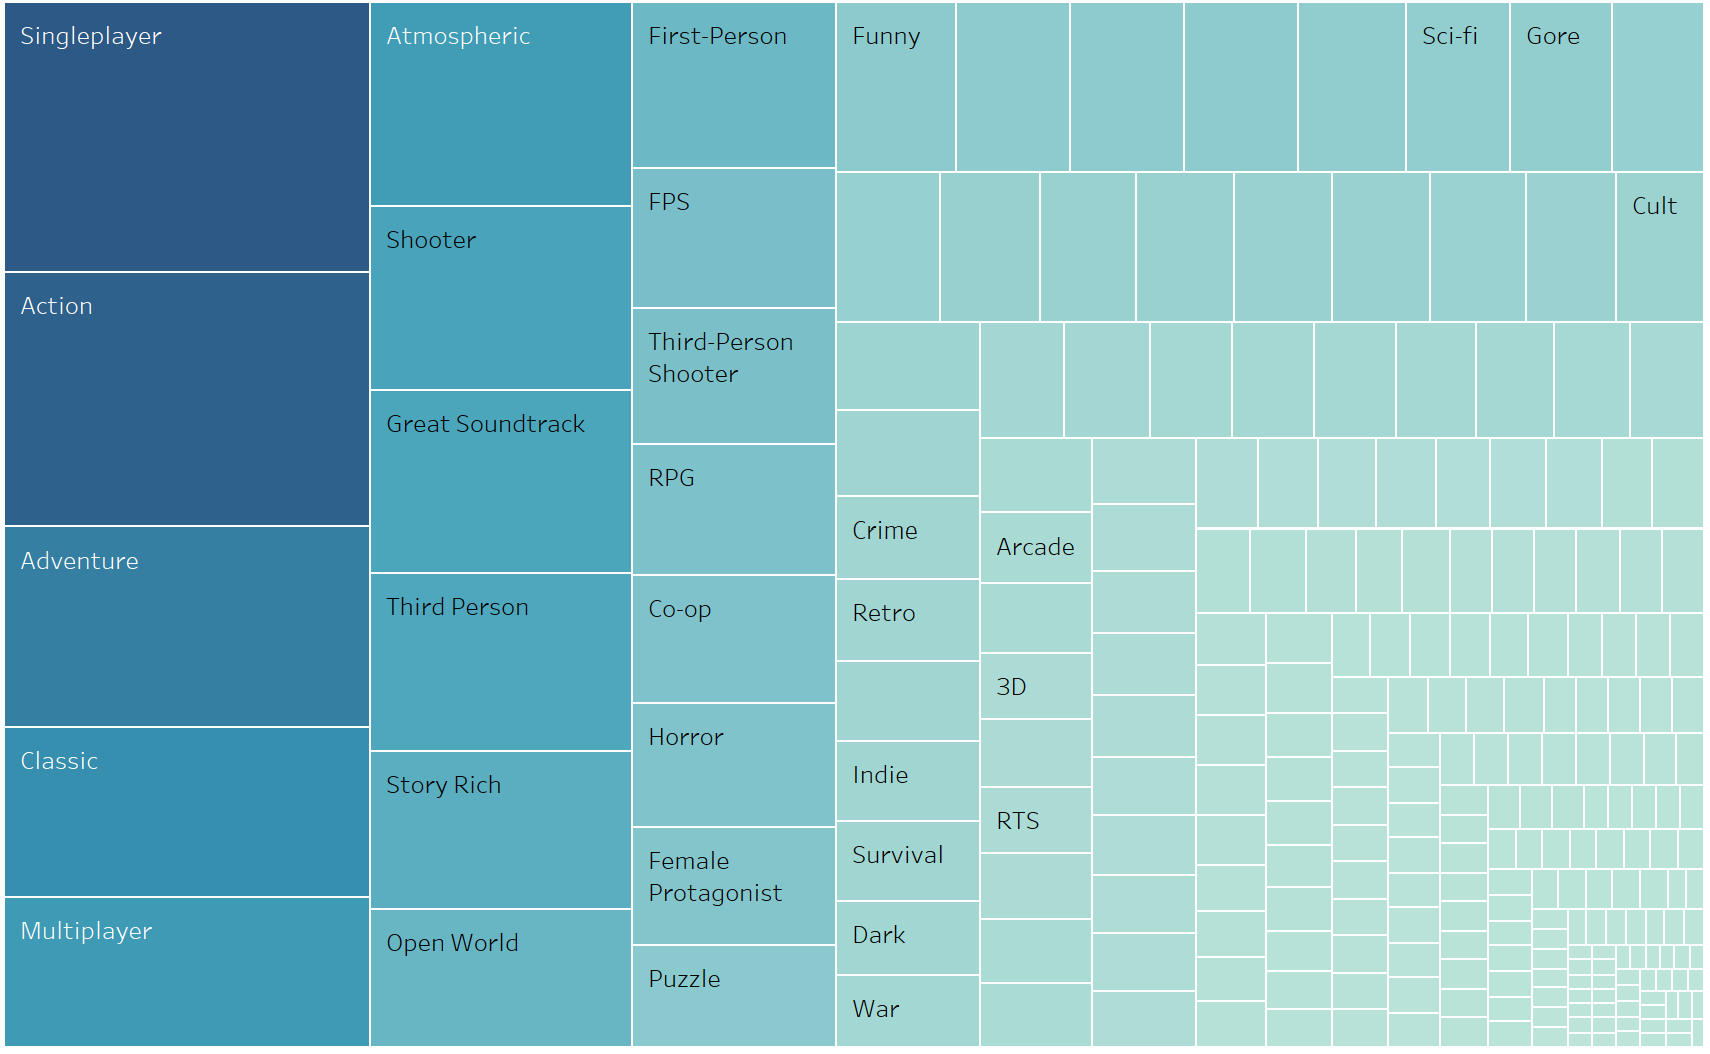 Singleplayer
Action
Adventure
Classic
Multiplayer
Atmospheric
Shooter
Great Soundtrack
Third Person
Story Rich
Open World
First-Person
FPS
Third-Person
Shooter
RPG
Co-op
Horror
Female
Protagonist
Puzzle
Funny
Sci-fi
Gore
Cult
Crime
Retro
Indie
Survival
Dark
War
Arcade
3D
RTS